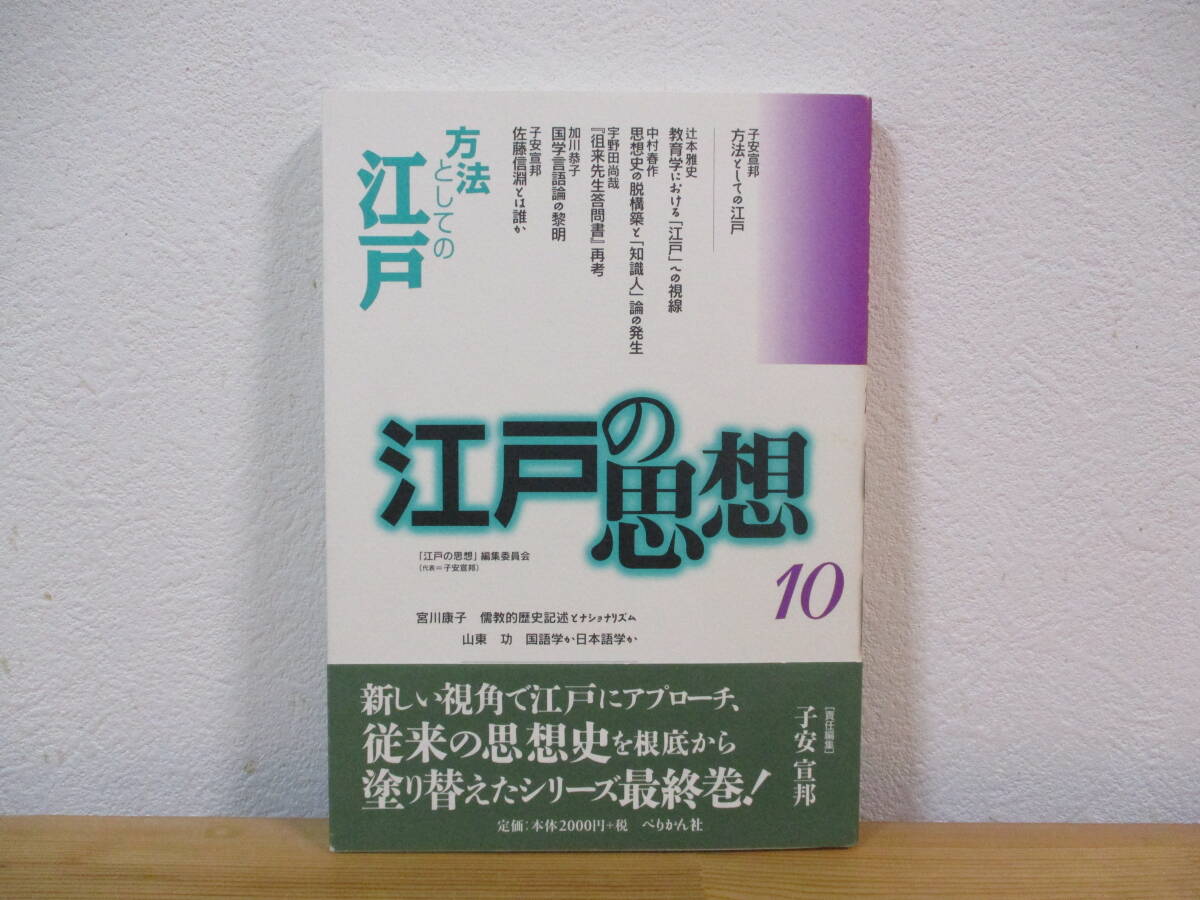 子安宣邦
方法としての江戸
辻本雅史
教育学における「江戸」への視線
中村春作
思想史の脱構築と「知識人」論の発生
宇野田尚哉
『徂来先生答問書』再考
加川恭子
国学言語論の黎明
子安宣邦
佐藤信淵とは誰か
方法
としての
江戸
江戸の思想
10
「江戸の思想」編集委員会
(代表=子安宣邦)
宮川康子 儒教的歴史記述とナショナリズム
山東 功 国語学か日本語学か
新しい視角で江戸にアプローチ、
従来の思想史を根底から
塗り替えたシリーズ最終巻!
[責任編集]
子安宣邦
定価:本体2000円+税 ぺりかん社